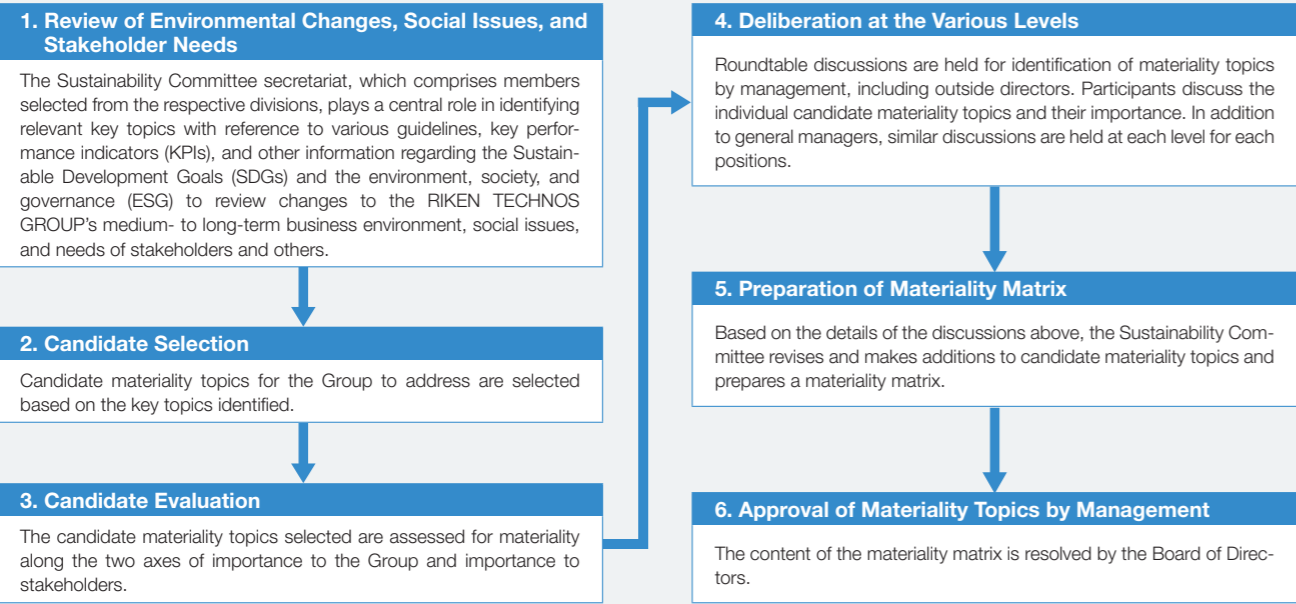 1. Review of Environmental Changes, Social Issues, and
Stakeholder Needs
The Sustainability Committee secretariat, which comprises members
selected from the respective divisions, plays a central role in identifying
relevant key topics with reference to various guidelines, key perfor-
mance indicators (KPIs), and other information regarding the Sustain-
able Development Goals (SDGs) and the environment, society, and
governance (ESG) to review changes to the RIKEN TECHNOS
GROUP's medium- to long-term business environment, social issues,
and needs of stakeholders and others.
2. Candidate Selection
Candidate materiality topics for the Group to address are selected
based on the key topics identified.
3. Candidate Evaluation
The candidate materiality topics selected are assessed for materiality
along the two axes of importance to the Group and importance to
stakeholders.
4. Deliberation at the Various Levels
Roundtable discussions are held for identification of materiality topics
by management, including outside directors. Participants discuss the
individual candidate materiality topics and their importance. In addition
to general managers, similar discussions are held at each level for each
positions.
5. Preparation of Materiality Matrix
Based on the details of the discussions above, the Sustainability Com-
mittee revises and makes additions to candidate materiality topics and
prepares a materiality matrix.
6. Approval of Materiality Topics by Management
The content of the materiality matrix is resolved by the Board of Direc-
tors.